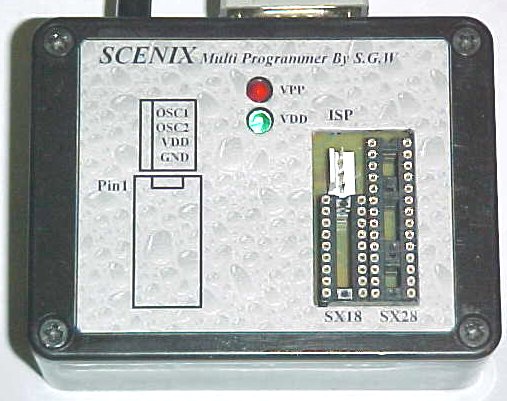 SCENIX Multi Programmer By S.G.W
VPP
VDD
ISP
OSC1
OSC2
VDD
GND
Pin1
SX18 SX28